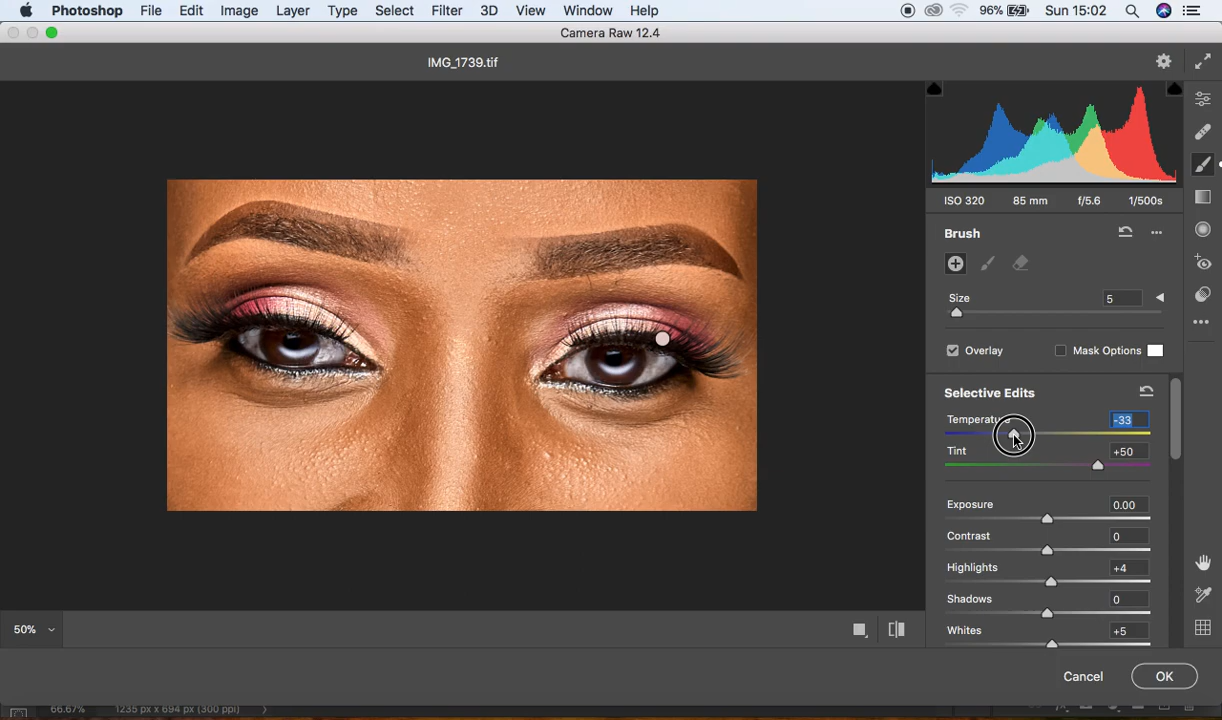 Photoshop File Edit Image Layer Type Select Filter 3D View Window Help 96% Sun 15:02
Camera Raw 12.4
IMG_1739.tif
ISO 320 85 mm f/5.6 1/500s
Brush
Size 5
Overlay Mask Options
Selective Edits
Temperature -33
Tint +50
Exposure 0.00
Contrast 0
Highlights +4
Shadows 0
Whites +5
50%
Cancel OK
66.67% 1235 px x 694 px (300 ppi)